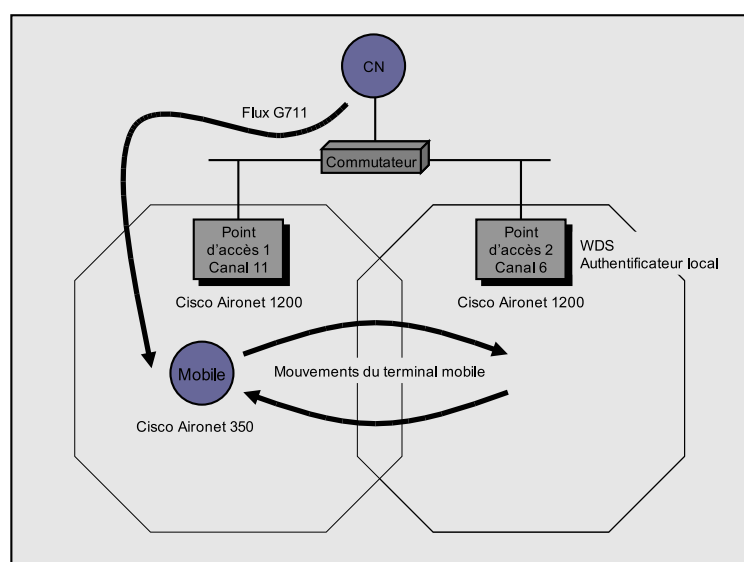 CN
Flux G711
Commutateur
Point
d'accès 1
Canal 11
Point
d'accès 2
Canal 6
WDS
Authentificateur local
Cisco Aironet 1200
Cisco Aironet 1200
Mobile
Mouvements du terminal mobile
Cisco Aironet 350